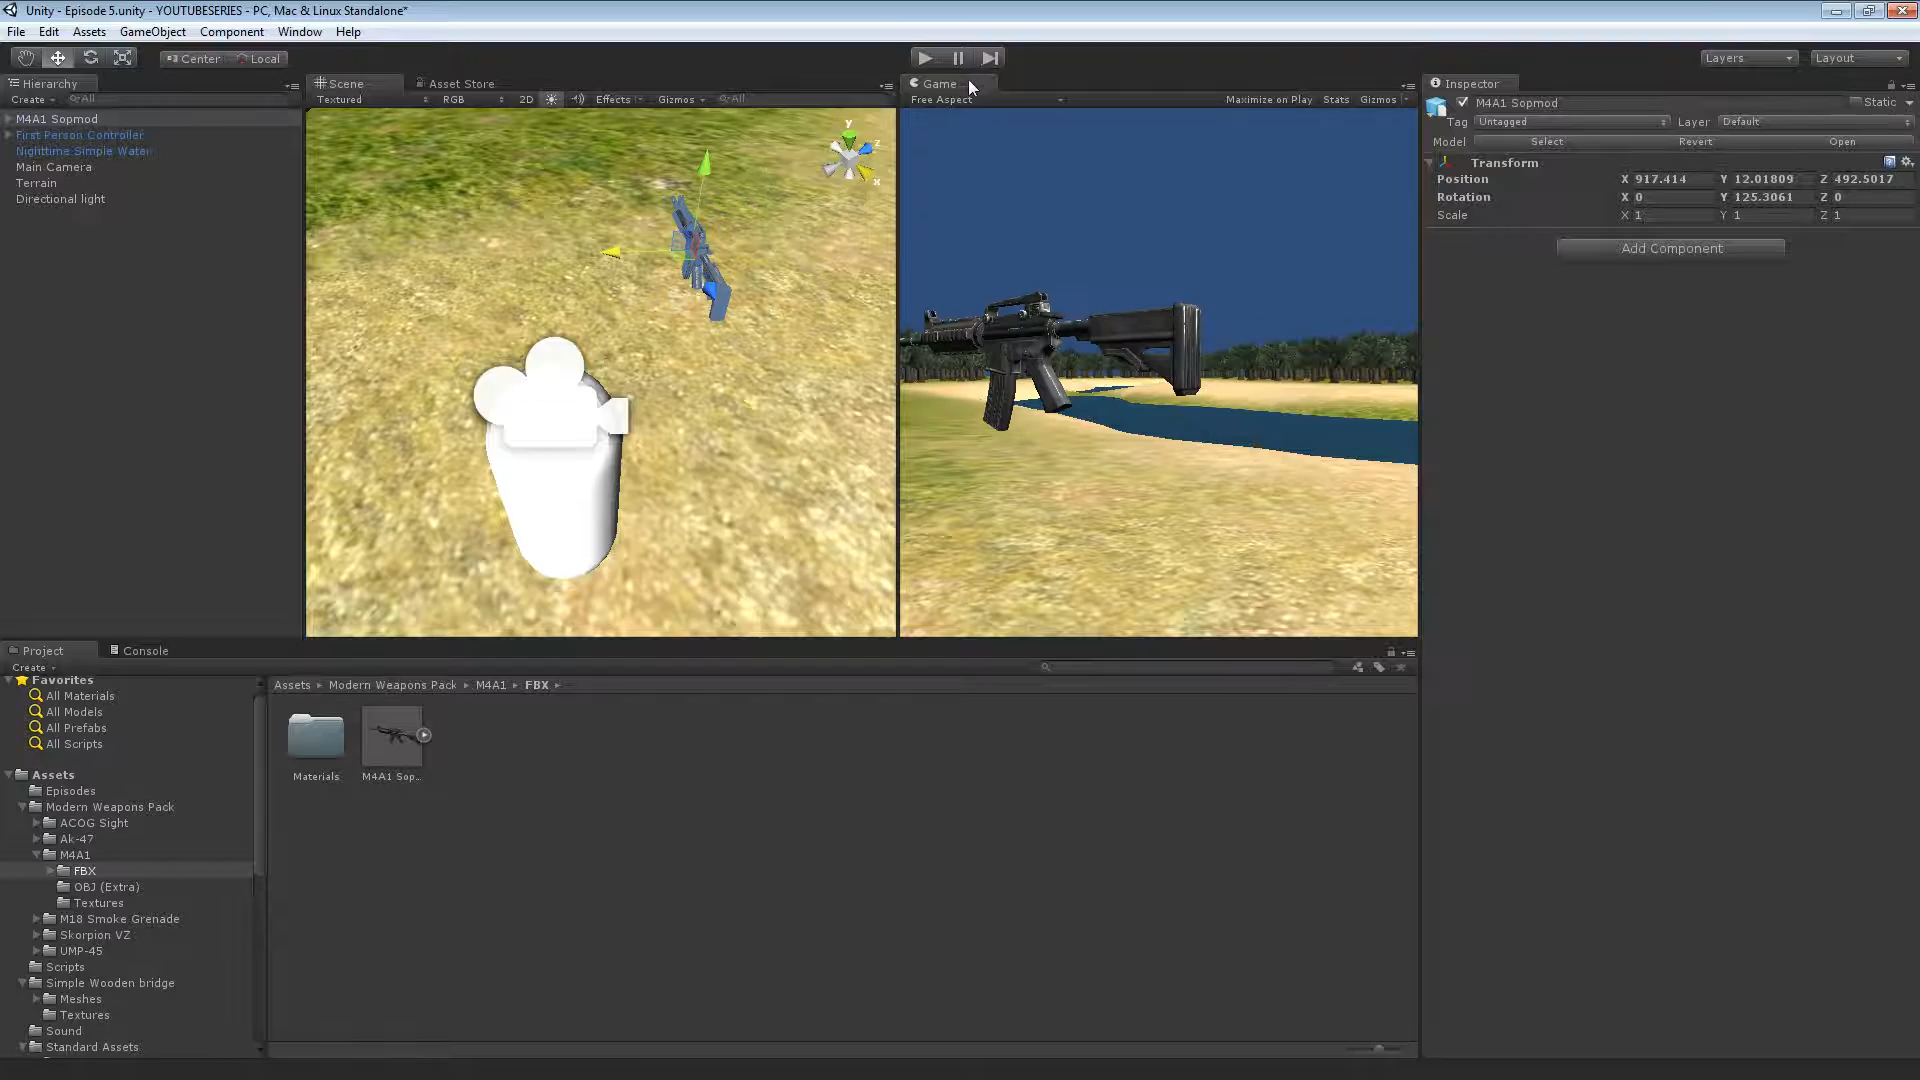 Unity - Episode 5.unity - YOUTUBESERIES - PC, Mac & Linux Standalone*
File Edit Assets GameObject Component Window Help
Center Local Layers Layout
Hierarchy Scene Asset Store Game Inspector
Create All Textured RGB 2D Effects Gizmos All Free Aspect Maximize on Play Stats Gizmos M4A1 Sopmod Static
M4A1 Sopmod
First Person Controller
Nighttime Simple Water
Main Camera
Terrain
Directional light
y
z
x
Tag Untagged Layer Default
Model Select Revert Open
Transform
Position X 917.414 Y 12.01809 Z 492.5017
Rotation X 0 Y 125.3061 Z 0
Scale X 1 Y 1 Z 1
Add Component
Project Console
Create
Favorites
All Materials
All Models
All Prefabs
All Scripts
Assets
Episodes
Modern Weapons Pack
ACOG Sight
Ak-47
M4A1
FBX
OBJ (Extra)
Textures
M18 Smoke Grenade
Skorpion VZ
UMP-45
Scripts
Simple Wooden bridge
Meshes
Textures
Sound
Standard Assets
Assets Modern Weapons Pack M4A1 FBX
Materials M4A1 Sop...